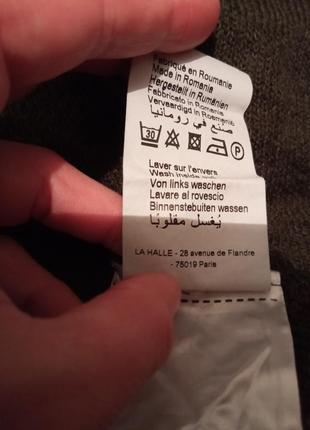 Fabriqué en Roumanie
Made in Romania
Hergestellt in Rumänien
Fabbricato in Romania
Vervaardigd in Roemenië
صنع في رومانيا
30 P
Laver sur l'envers
Wash inside
Von links waschen
Lavare al rovescio
Binnenstebuiten wassen
يُغسل مقلوبًا
LA HALLE - 28 avenue de Flandre
- 75019 Paris